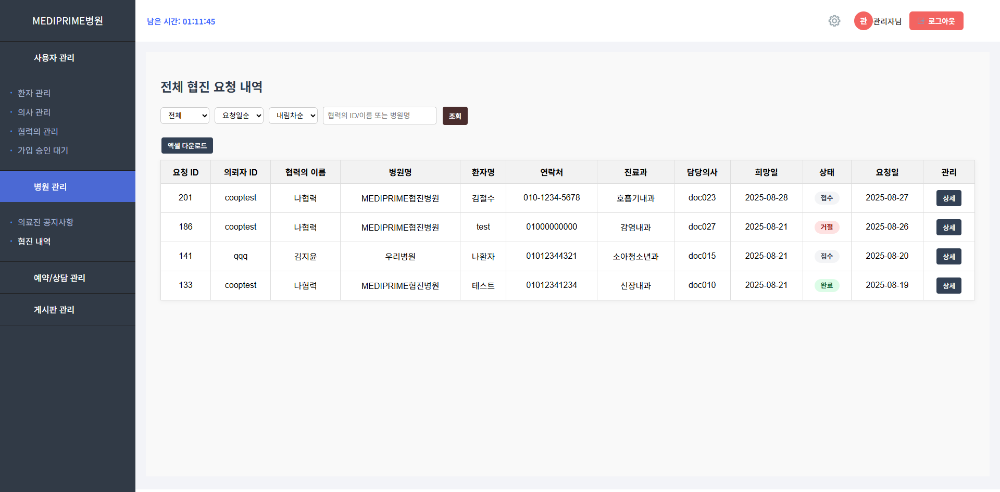 MEDIPRIME병원
남은 시간: 01:11:45
관
관리자님
로그아웃
사용자 관리
환자 관리
의사 관리
협력의 관리
가입 승인 대기
병원 관리
의료진 공지사항
협진 내역
예약/상담 관리
게시판 관리
전체 협진 요청 내역
전체 요청일순 내림차순 협력의 ID/이름 또는 병원명 조회
엑셀 다운로드
요청 ID 의뢰자 ID 협력의 이름 병원명 환자명 연락처 진료과 담당의사 희망일 상태 요청일 관리
201 cooptest 나협력 MEDIPRIME협진병원 김철수 010-1234-5678 호흡기내과 doc023 2025-08-28 접수 2025-08-27 상세
186 cooptest 나협력 MEDIPRIME협진병원 test 01000000000 감염내과 doc027 2025-08-21 거절 2025-08-26 상세
141 qqq 김지윤 우리병원 나환자 01012344321 소아청소년과 doc015 2025-08-21 접수 2025-08-20 상세
133 cooptest 나협력 MEDIPRIME협진병원 테스트 01012341234 신장내과 doc010 2025-08-21 완료 2025-08-19 상세